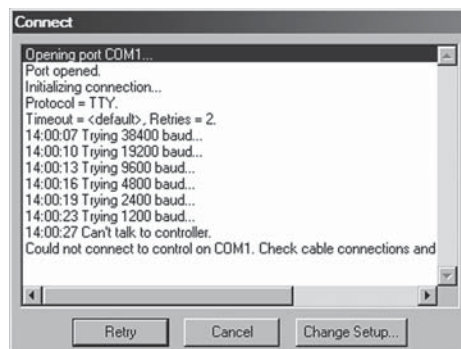 Connect
Opening port COM1...
Port opened.
Initializing connection...
Protocol = TTY.
Timeout = <default>, Retries = 2.
14:00:07 Trying 38400 baud...
14:00:10 Trying 19200 baud...
14:00:13 Trying 9600 baud...
14:00:16 Trying 4800 baud...
14:00:19 Trying 2400 baud...
14:00:23 Trying 1200 baud...
14:00:27 Can't talk to controller.
Could not connect to control on COM1. Check cable connections and
Retry Cancel Change Setup...